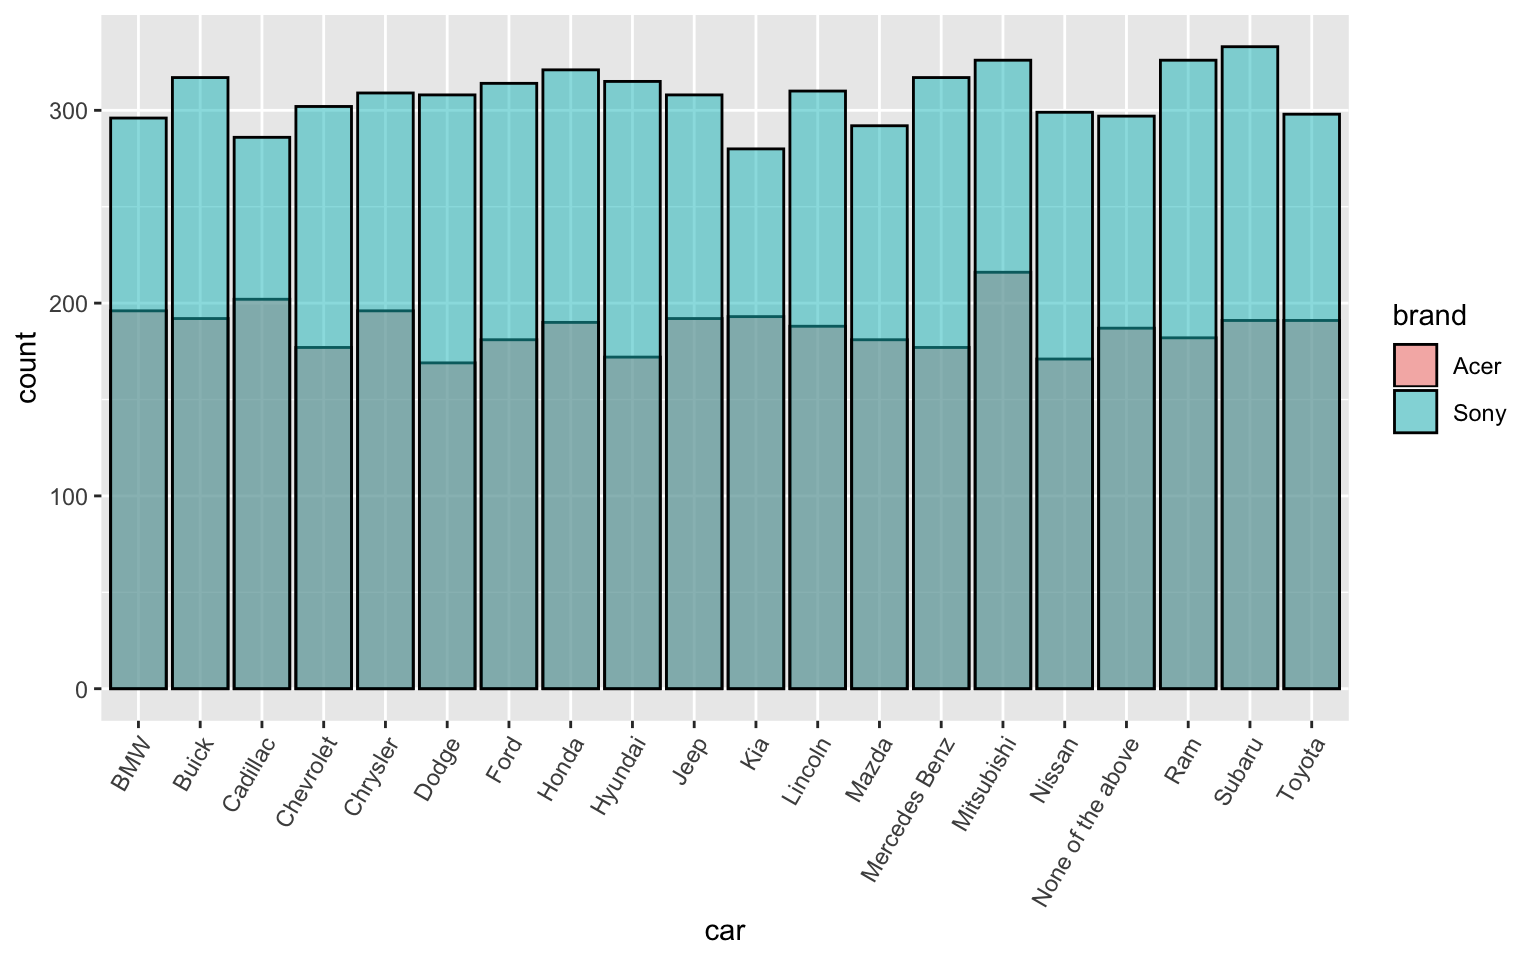 300
200
100
0
count
BMW
Buick
Cadillac
Chevrolet
Chrysler
Dodge
Ford
Honda
Hyundai
Jeep
Kia
Lincoln
Mazda
Mercedes Benz
Mitsubishi
Nissan
None of the above
Ram
Subaru
Toyota
car
brand
Acer
Sony